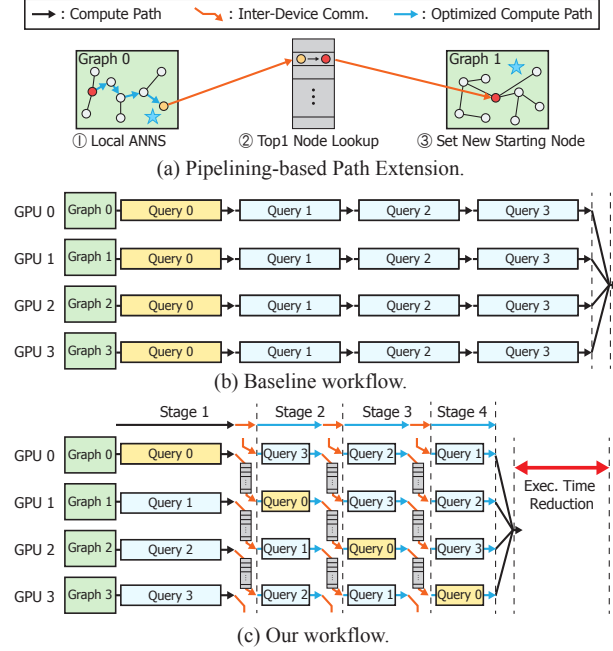 : Compute Path : Inter-Device Comm. : Optimized Compute Path
Graph 0 Graph 1
① Local ANNS ② Top1 Node Lookup ③ Set New Starting Node
(a) Pipelining-based Path Extension.
GPU 0 Graph 0 Query 0 Query 1 Query 2 Query 3
GPU 1 Graph 1 Query 0 Query 1 Query 2 Query 3
GPU 2 Graph 2 Query 0 Query 1 Query 2 Query 3
GPU 3 Graph 3 Query 0 Query 1 Query 2 Query 3
(b) Baseline workflow.
Stage 1 Stage 2 Stage 3 Stage 4
GPU 0 Graph 0 Query 0 Query 3 Query 2 Query 1
GPU 1 Graph 1 Query 1 Query 0 Query 3 Query 2
GPU 2 Graph 2 Query 2 Query 1 Query 0 Query 3
GPU 3 Graph 3 Query 3 Query 2 Query 1 Query 0
Exec. Time
Reduction
(c) Our workflow.